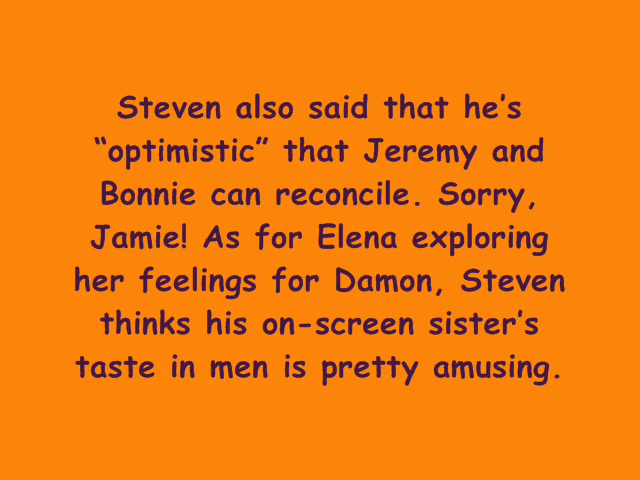 Steven also said that he's
“optimistic” that Jeremy and
Bonnie can reconcile. Sorry,
Jamie! As for Elena exploring
her feelings for Damon, Steven
thinks his on-screen sister's
taste in men is pretty amusing.